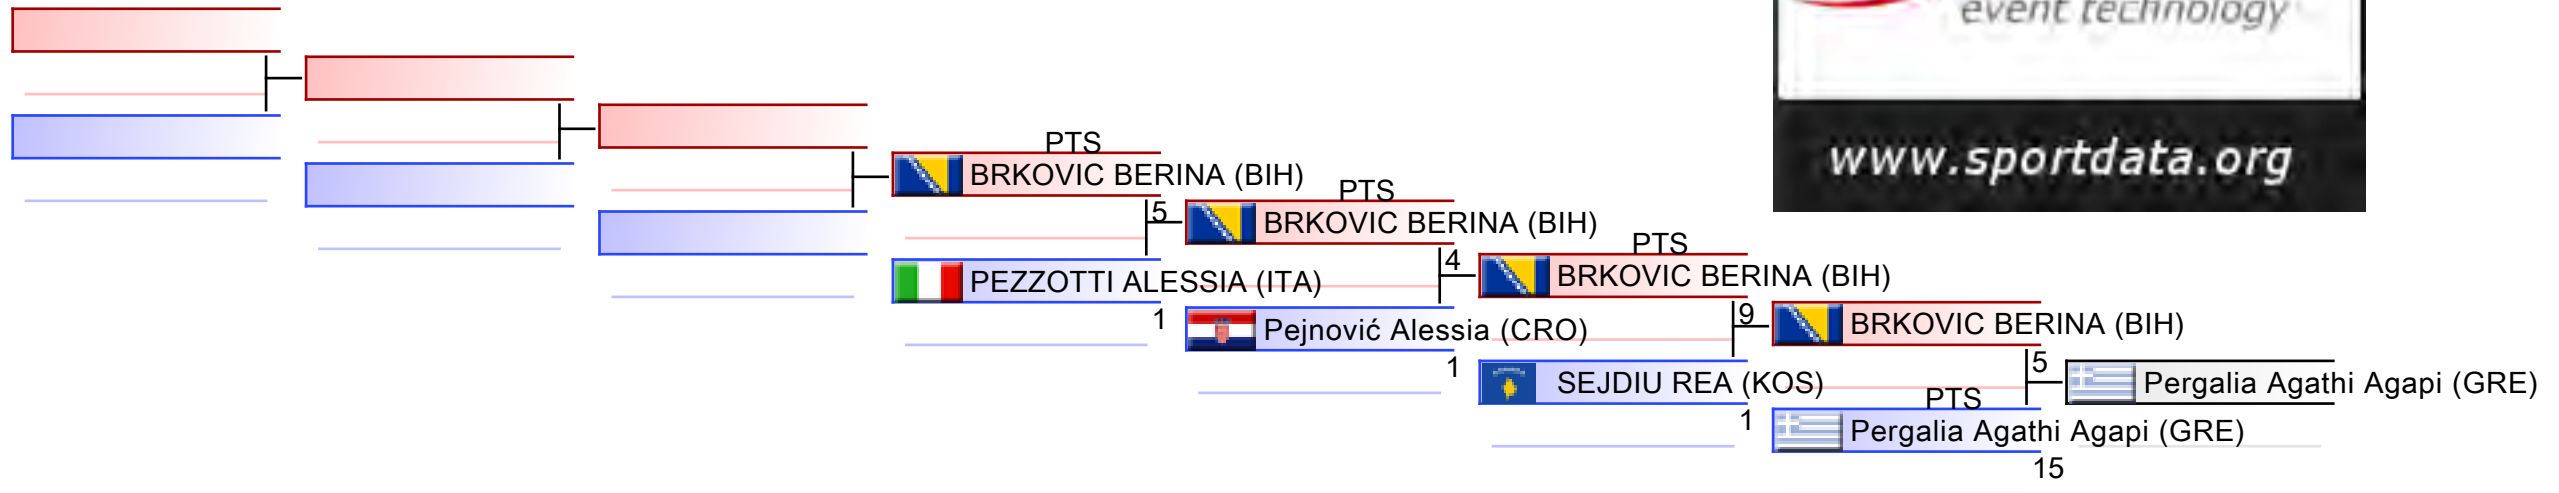 event technology
www.sportdata.org
PTS
BRKOVIC BERINA (BIH)
5
PEZZOTTI ALESSIA (ITA)
1
PTS
BRKOVIC BERINA (BIH)
4
Pejnović Alessia (CRO)
1
PTS
BRKOVIC BERINA (BIH)
9
SEJDIU REA (KOS)
1
BRKOVIC BERINA (BIH)
5
PTS
Pergalia Agathi Agapi (GRE)
15
Pergalia Agathi Agapi (GRE)